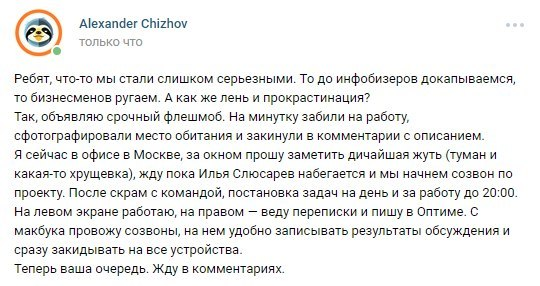 Alexander Chizhov
только что
Ребят, что-то мы стали слишком серьезными. То до инфобизеров докапываемся,
то бизнесменов ругаем. А как же лень и прокрастинация?
Так, объявляю срочный флешмоб. На минутку забили на работу,
сфотографировали место обитания и закинули в комментарии с описанием.
Я сейчас в офисе в Москве, за окном прошу заметить дичайшая жуть (туман и
какая-то хрущевка), жду пока Илья Слюсарев набегается и мы начнем созвон по
проекту. После скрам с командой, постановка задач на день и за работу до 20:00.
На левом экране работаю, на правом — веду переписки и пишу в Оптиме. С
макбука провожу созвоны, на нем удобно записывать результаты обсуждения и
сразу закидывать на все устройства.
Теперь ваша очередь. Жду в комментариях.